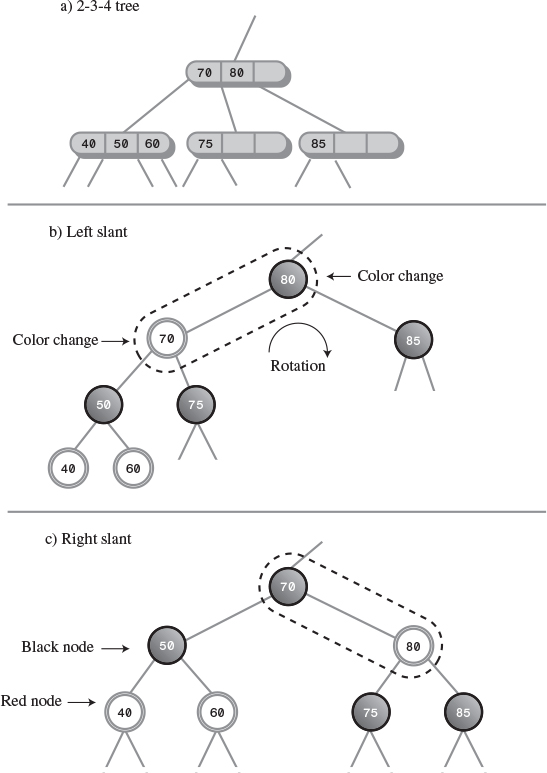 a) 2-3-4 tree
70 80
40 50 60 75 85
b) Left slant
80
Color change
Color change
70
85
Rotation
50
75
40
60
c) Right slant
70
Black node
50
80
Red node
40
60
75
85